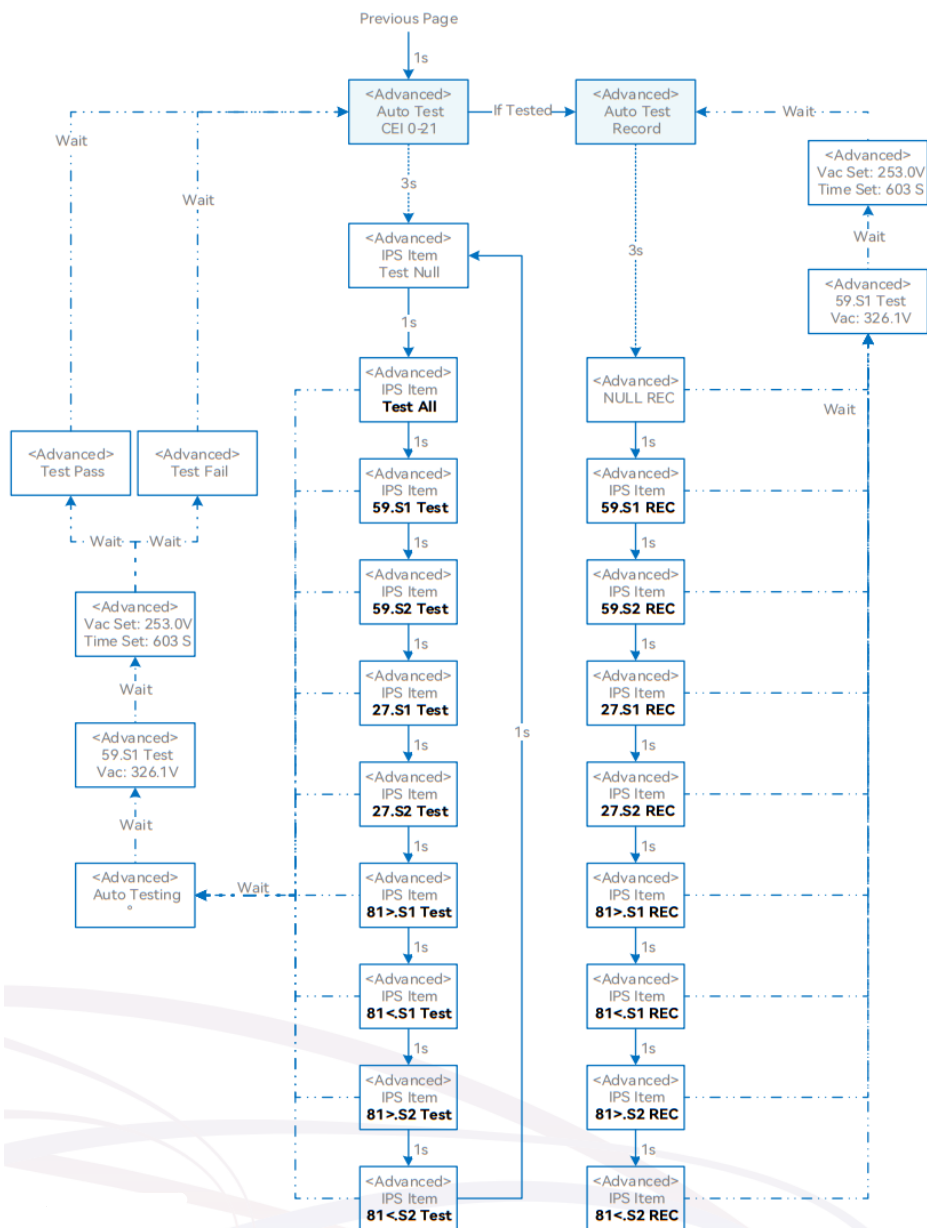 Previous Page
1s
<Advanced>
Auto Test
CEI 0-21
If Tested
<Advanced>
Auto Test
Record
Wait
Wait
Wait
3s
3s
<Advanced>
Vac Set: 253.0V
Time Set: 603 S
Wait
<Advanced>
59.S1 Test
Vac: 326.1V
Wait
<Advanced>
IPS Item
Test Null
1s
<Advanced>
IPS Item
Test All
1s
<Advanced>
IPS Item
59.S1 Test
1s
<Advanced>
IPS Item
59.S2 Test
1s
<Advanced>
IPS Item
27.S1 Test
1s
<Advanced>
IPS Item
27.S2 Test
1s
<Advanced>
IPS Item
81>.S1 Test
1s
<Advanced>
IPS Item
81<.S1 Test
1s
<Advanced>
IPS Item
81>.S2 Test
1s
<Advanced>
IPS Item
81<.S2 Test
1s
<Advanced>
NULL REC
1s
<Advanced>
IPS Item
59.S1 REC
1s
<Advanced>
IPS Item
59.S2 REC
1s
<Advanced>
IPS Item
27.S1 REC
1s
<Advanced>
IPS Item
27.S2 REC
1s
<Advanced>
IPS Item
81>.S1 REC
1s
<Advanced>
IPS Item
81<.S1 REC
1s
<Advanced>
IPS Item
81>.S2 REC
1s
<Advanced>
IPS Item
81<.S2 REC
<Advanced>
Test Pass
<Advanced>
Test Fail
Wait
Wait
<Advanced>
Vac Set: 253.0V
Time Set: 603 S
Wait
<Advanced>
59.S1 Test
Vac: 326.1V
Wait
<Advanced>
Auto Testing
°
Wait